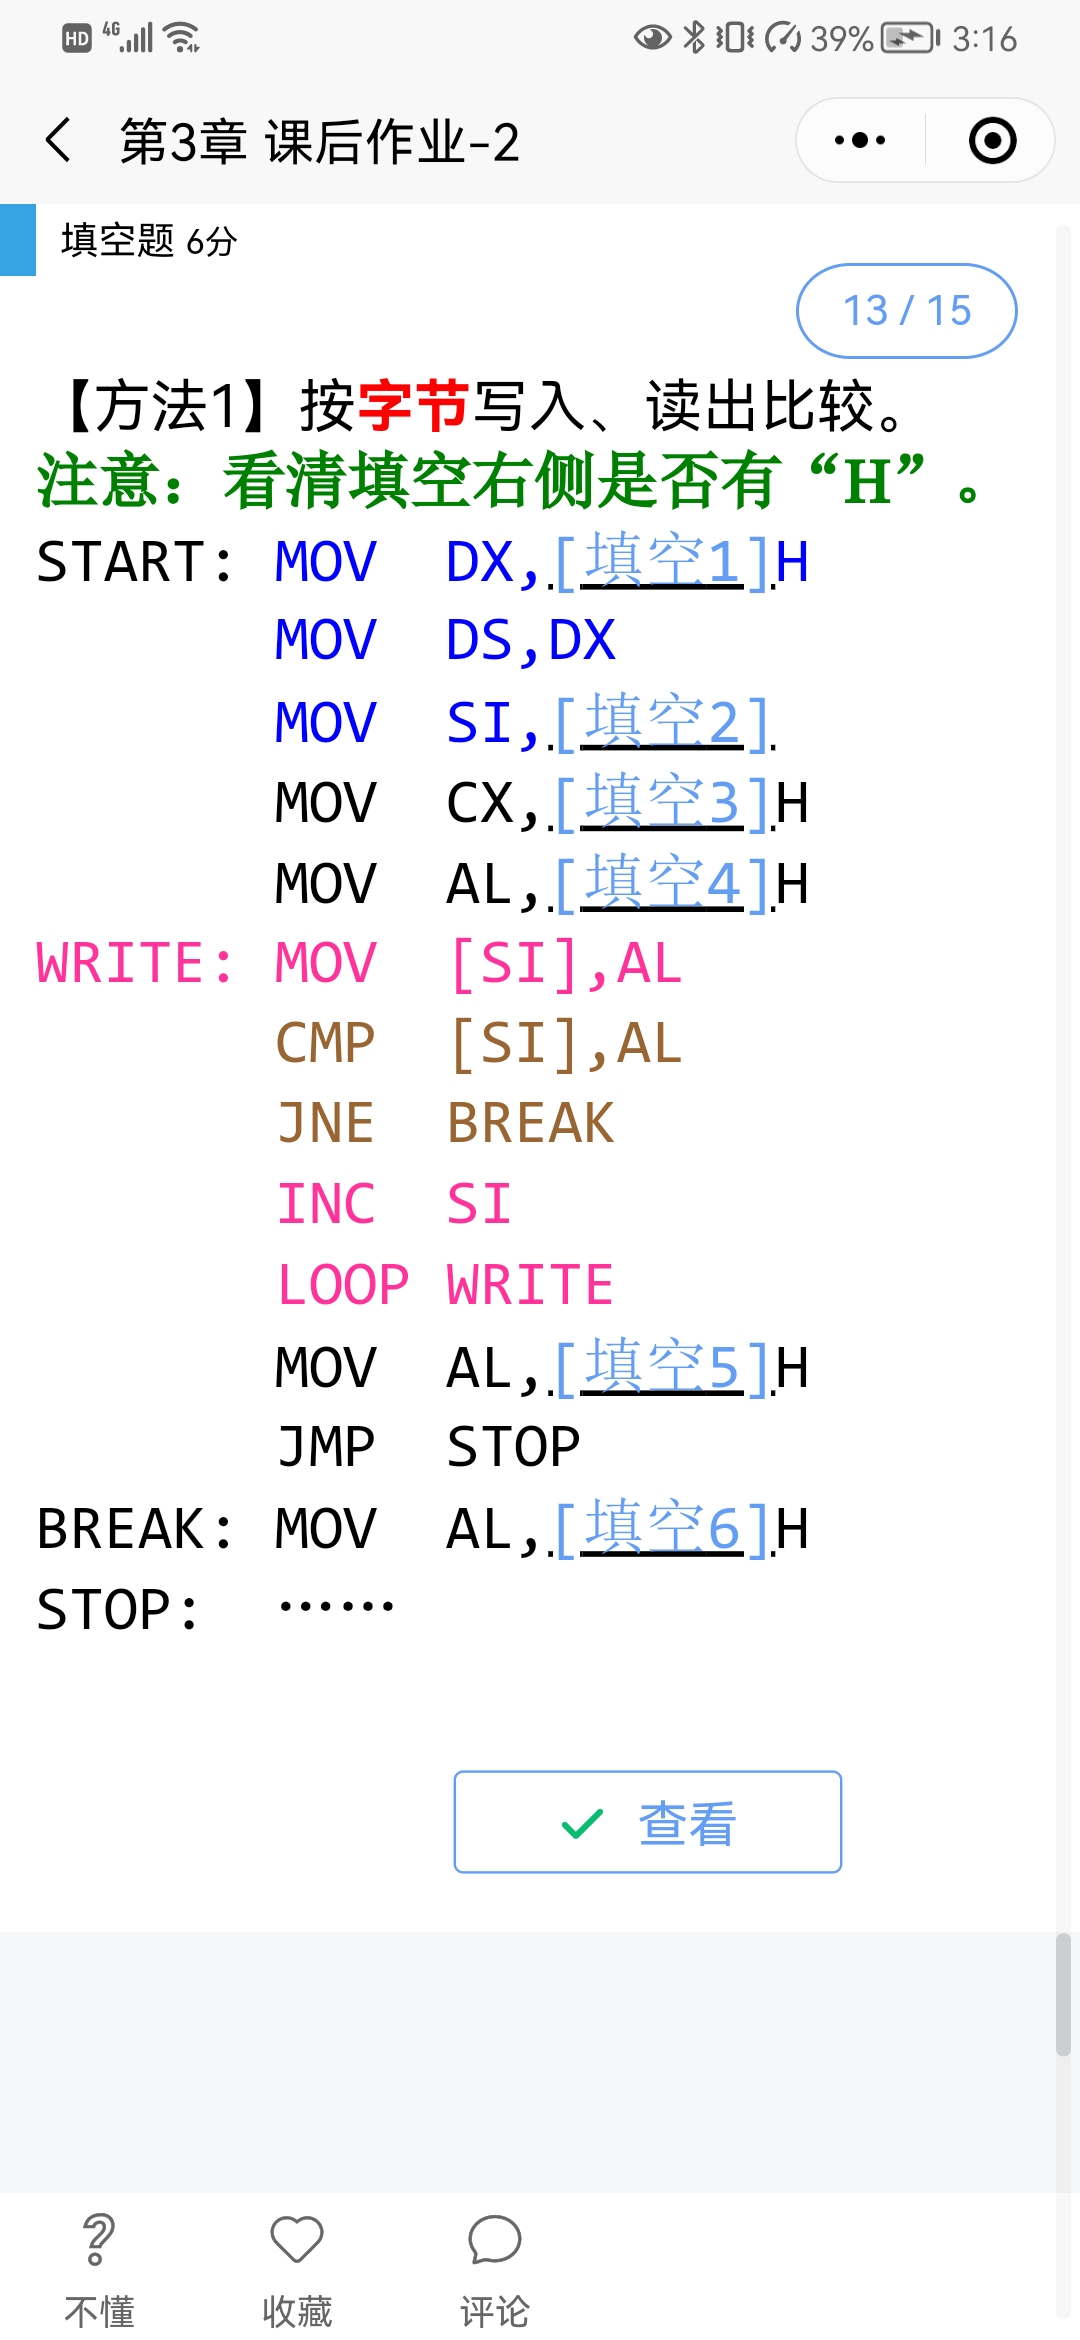 HD 4G 39% 3:16
第3章 课后作业-2
填空题 6分
13 / 15
【方法1】按字节写入、读出比较。
注意：看清填空右侧是否有“H”。
START: MOV DX,[填空1]H
MOV DS,DX
MOV SI,[填空2]
MOV CX,[填空3]H
MOV AL,[填空4]H
WRITE: MOV [SI],AL
CMP [SI],AL
JNE BREAK
INC SI
LOOP WRITE
MOV AL,[填空5]H
JMP STOP
BREAK: MOV AL,[填空6]H
STOP: ……
查看
不懂 收藏 评论